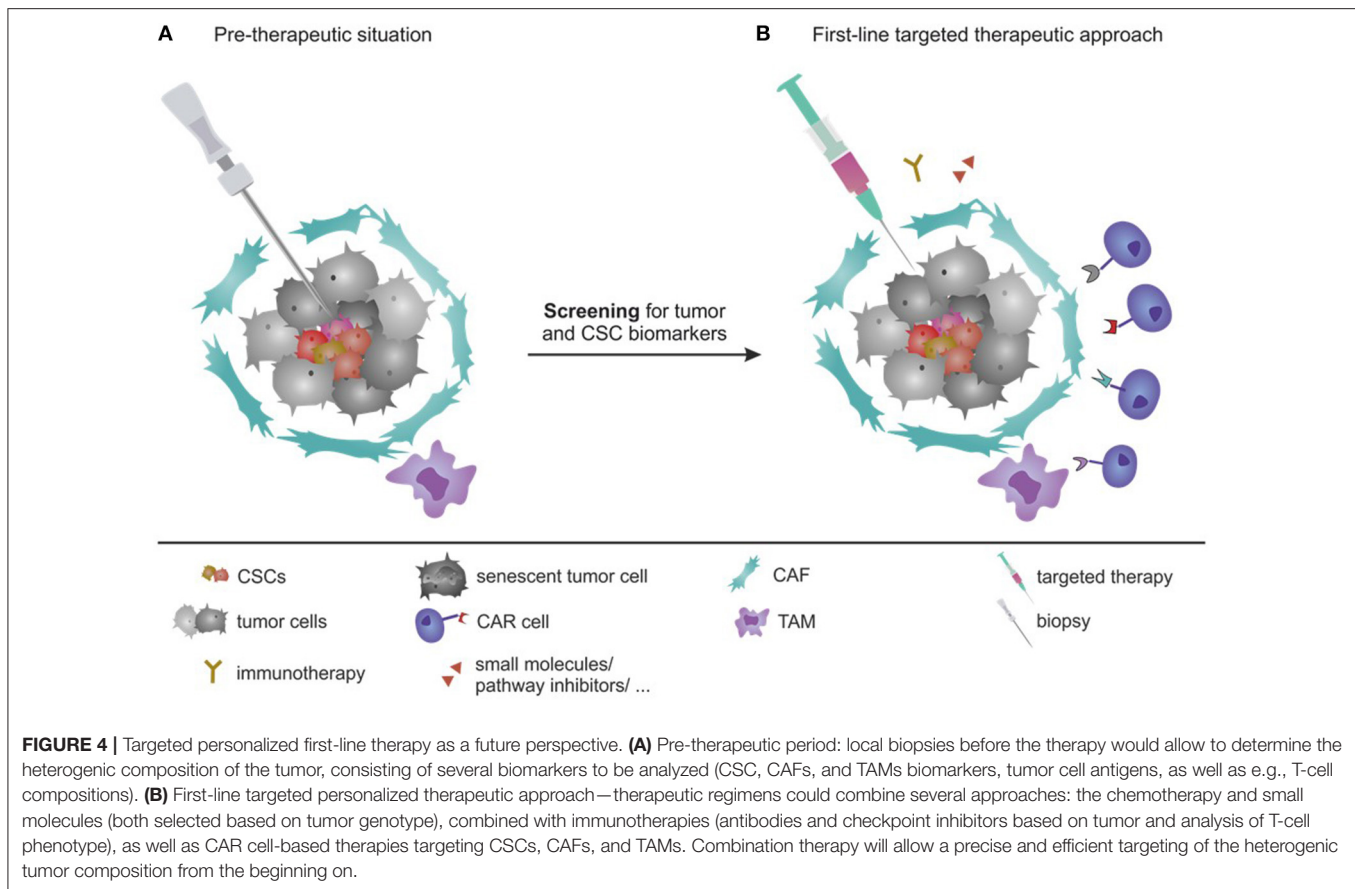 A Pre-therapeutic situation
B First-line targeted therapeutic approach
Screening for tumor
and CSC biomarkers
CSCs
senescent tumor cell
CAF
targeted therapy
tumor cells
CAR cell
TAM
biopsy
immunotherapy
small molecules/
pathway inhibitors/ ...
FIGURE 4 | Targeted personalized first-line therapy as a future perspective. (A) Pre-therapeutic period: local biopsies before the therapy would allow to determine the
heterogenic composition of the tumor, consisting of several biomarkers to be analyzed (CSC, CAFs, and TAMs biomarkers, tumor cell antigens, as well as e.g., T-cell
compositions). (B) First-line targeted personalized therapeutic approach—therapeutic regimens could combine several approaches: the chemotherapy and small
molecules (both selected based on tumor genotype), combined with immunotherapies (antibodies and checkpoint inhibitors based on tumor and analysis of T-cell
phenotype), as well as CAR cell-based therapies targeting CSCs, CAFs, and TAMs. Combination therapy will allow a precise and efficient targeting of the heterogenic
tumor composition from the beginning on.